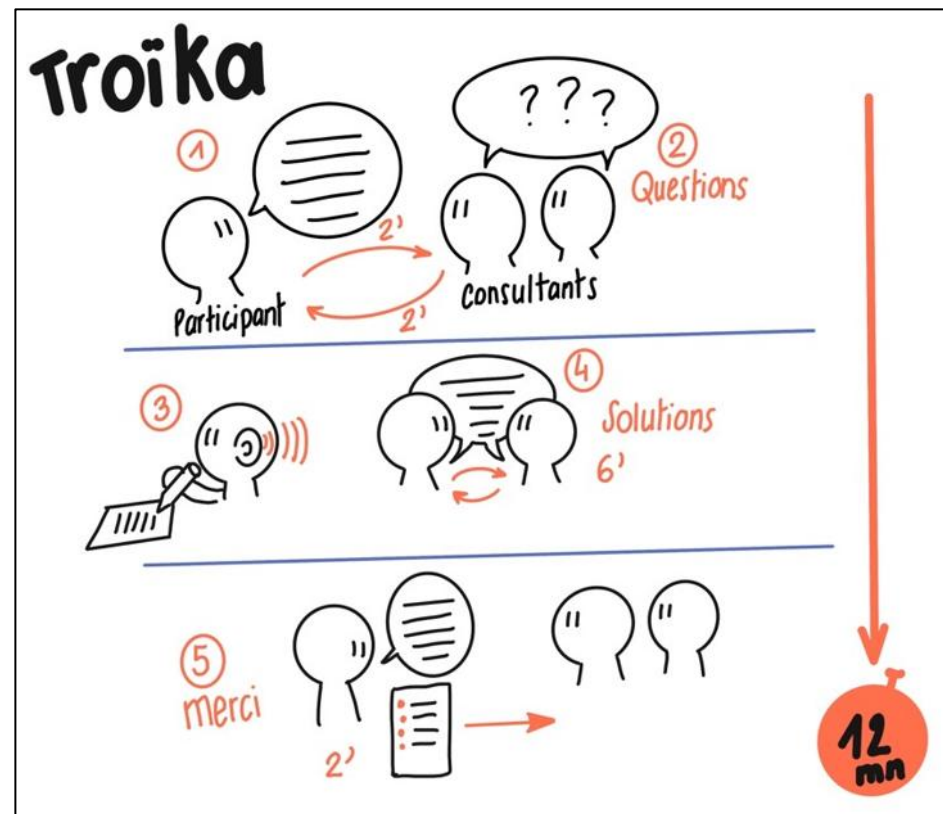 Troïka
1
? ? ?
2
Questions
2'
2'
Participant
Consultants
3
4
Solutions
6'
5
merci
2'
12
mn